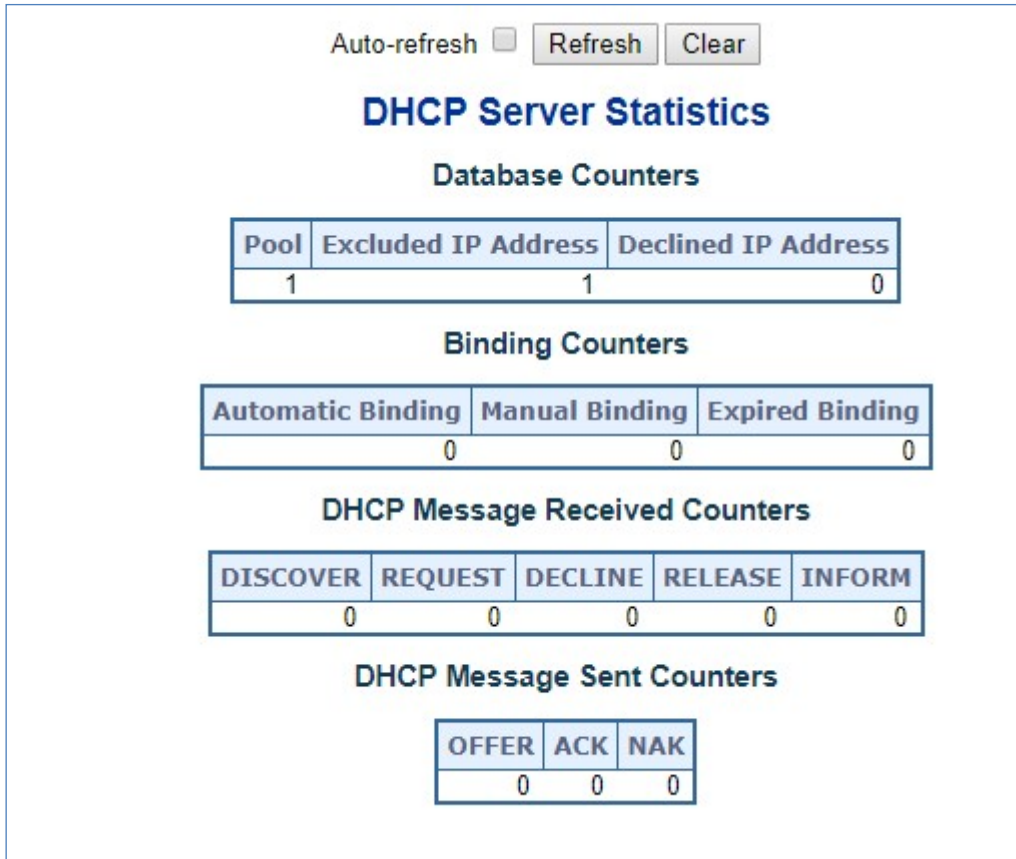 Auto-refresh Refresh Clear
DHCP Server Statistics
Database Counters
Pool Excluded IP Address Declined IP Address
1 1 0
Binding Counters
Automatic Binding Manual Binding Expired Binding
0 0 0
DHCP Message Received Counters
DISCOVER REQUEST DECLINE RELEASE INFORM
0 0 0 0 0
DHCP Message Sent Counters
OFFER ACK NAK
0 0 0